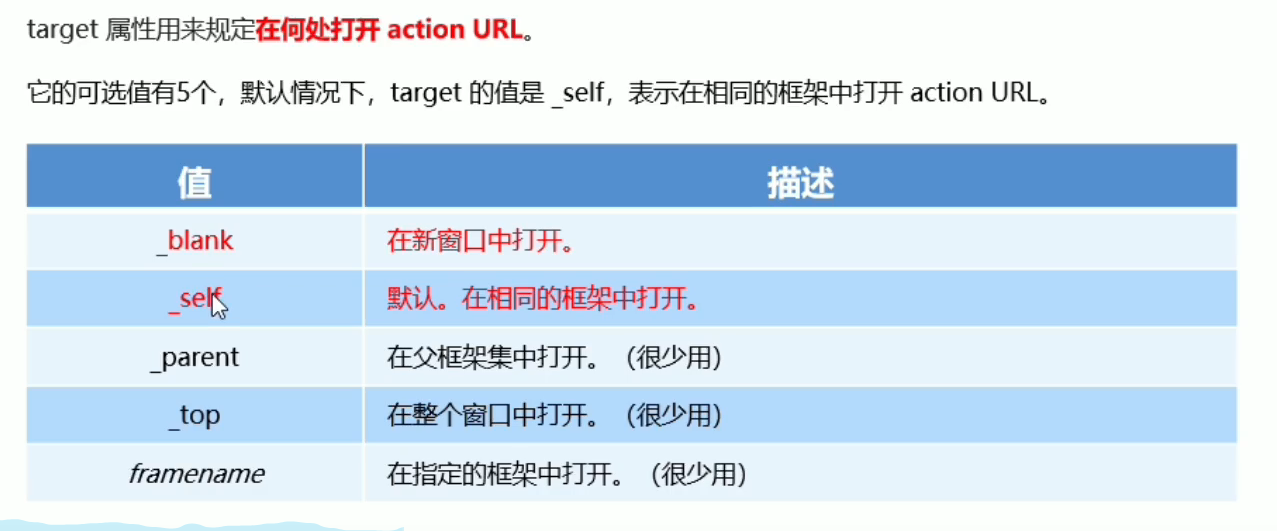 target 属性用来规定在何处打开 action URL。
它的可选值有5个，默认情况下，target 的值是 _self，表示在相同的框架中打开 action URL。
值 描述
_blank 在新窗口中打开。
_self 默认。在相同的框架中打开。
_parent 在父框架集中打开。（很少用）
_top 在整个窗口中打开。（很少用）
framename 在指定的框架中打开。（很少用）